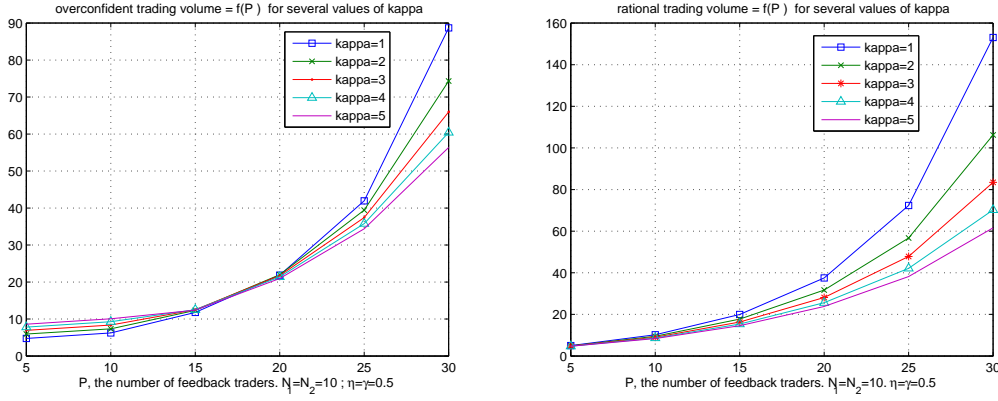 overconfident trading volume = f(P ) for several values of kappa
90
80
70
60
50
40
30
20
10
0
5 10 15 20 25 30
kappa=1
kappa=2
kappa=3
kappa=4
kappa=5
P, the number of feedback traders. N1=N2=10 ; η=γ=0.5
rational trading volume = f(P ) for several values of kappa
160
140
120
100
80
60
40
20
0
5 10 15 20 25 30
kappa=1
kappa=2
kappa=3
kappa=4
kappa=5
P, the number of feedback traders. N1=N2=10. η=γ=0.5